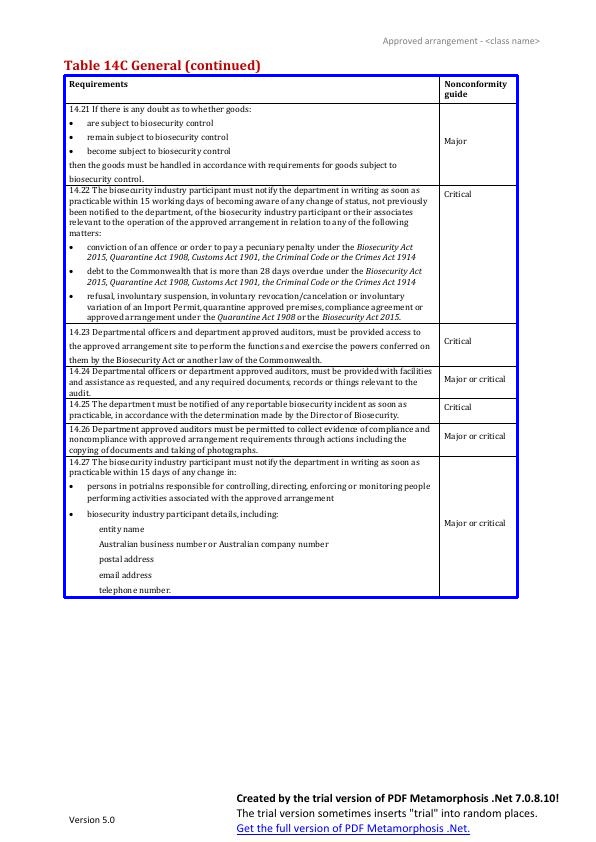 Approved arrangement - <class name>
Table 14C General (continued)
Requirements
Nonconformity
guide
14.21 If there is any doubt as to whether goods:
• are subject to biosecurity control
• remain subject to biosecurity control
• become subject to biosecurity control
then the goods must be handled in accordance with requirements for goods subject to
biosecurity control.
Major
14.22 The biosecurity industry participant must notify the department in writing as soon as
practicable within 15 working days of becoming aware of any change of status, not previously
been notified to the department, of the biosecurity industry participant or their associates
relevant to the operation of the approved arrangement in relation to any of the following
matters:
• conviction of an offence or order to pay a pecuniary penalty under the Biosecurity Act
2015, Quarantine Act 1908, Customs Act 1901, the Criminal Code or the Crimes Act 1914
• debt to the Commonwealth that is more than 28 days overdue under the Biosecurity Act
2015, Quarantine Act 1908, Customs Act 1901, the Criminal Code or the Crimes Act 1914
• refusal, involuntary suspension, involuntary revocation/cancelation or involuntary
variation of an Import Permit, quarantine approved premises, compliance agreement or
approved arrangement under the Quarantine Act 1908 or the Biosecurity Act 2015.
Critical
14.23 Departmental officers and department approved auditors, must be provided access to
the approved arrangement site to perform the functions and exercise the powers conferred on
them by the Biosecurity Act or another law of the Commonwealth.
Critical
14.24 Departmental officers or department approved auditors, must be provided with facilities
and assistance as requested, and any required documents, records or things relevant to the
audit.
Major or critical
14.25 The department must be notified of any reportable biosecurity incident as soon as
practicable, in accordance with the determination made by the Director of Biosecurity.
Critical
14.26 Department approved auditors must be permitted to collect evidence of compliance and
noncompliance with approved arrangement requirements through actions including the
copying of documents and taking of photographs.
Major or critical
14.27 The biosecurity industry participant must notify the department in writing as soon as
practicable within 15 days of any change in:
• persons in potrialns responsible for controlling, directing, enforcing or monitoring people
performing activities associated with the approved arrangement
• biosecurity industry participant details, including:
entity name
Australian business number or Australian company number
postal address
email address
telephone number.
Major or critical
Created by the trial version of PDF Metamorphosis .Net 7.0.8.10!
The trial version sometimes inserts "trial" into random places.
Get the full version of PDF Metamorphosis .Net.
Version 5.0